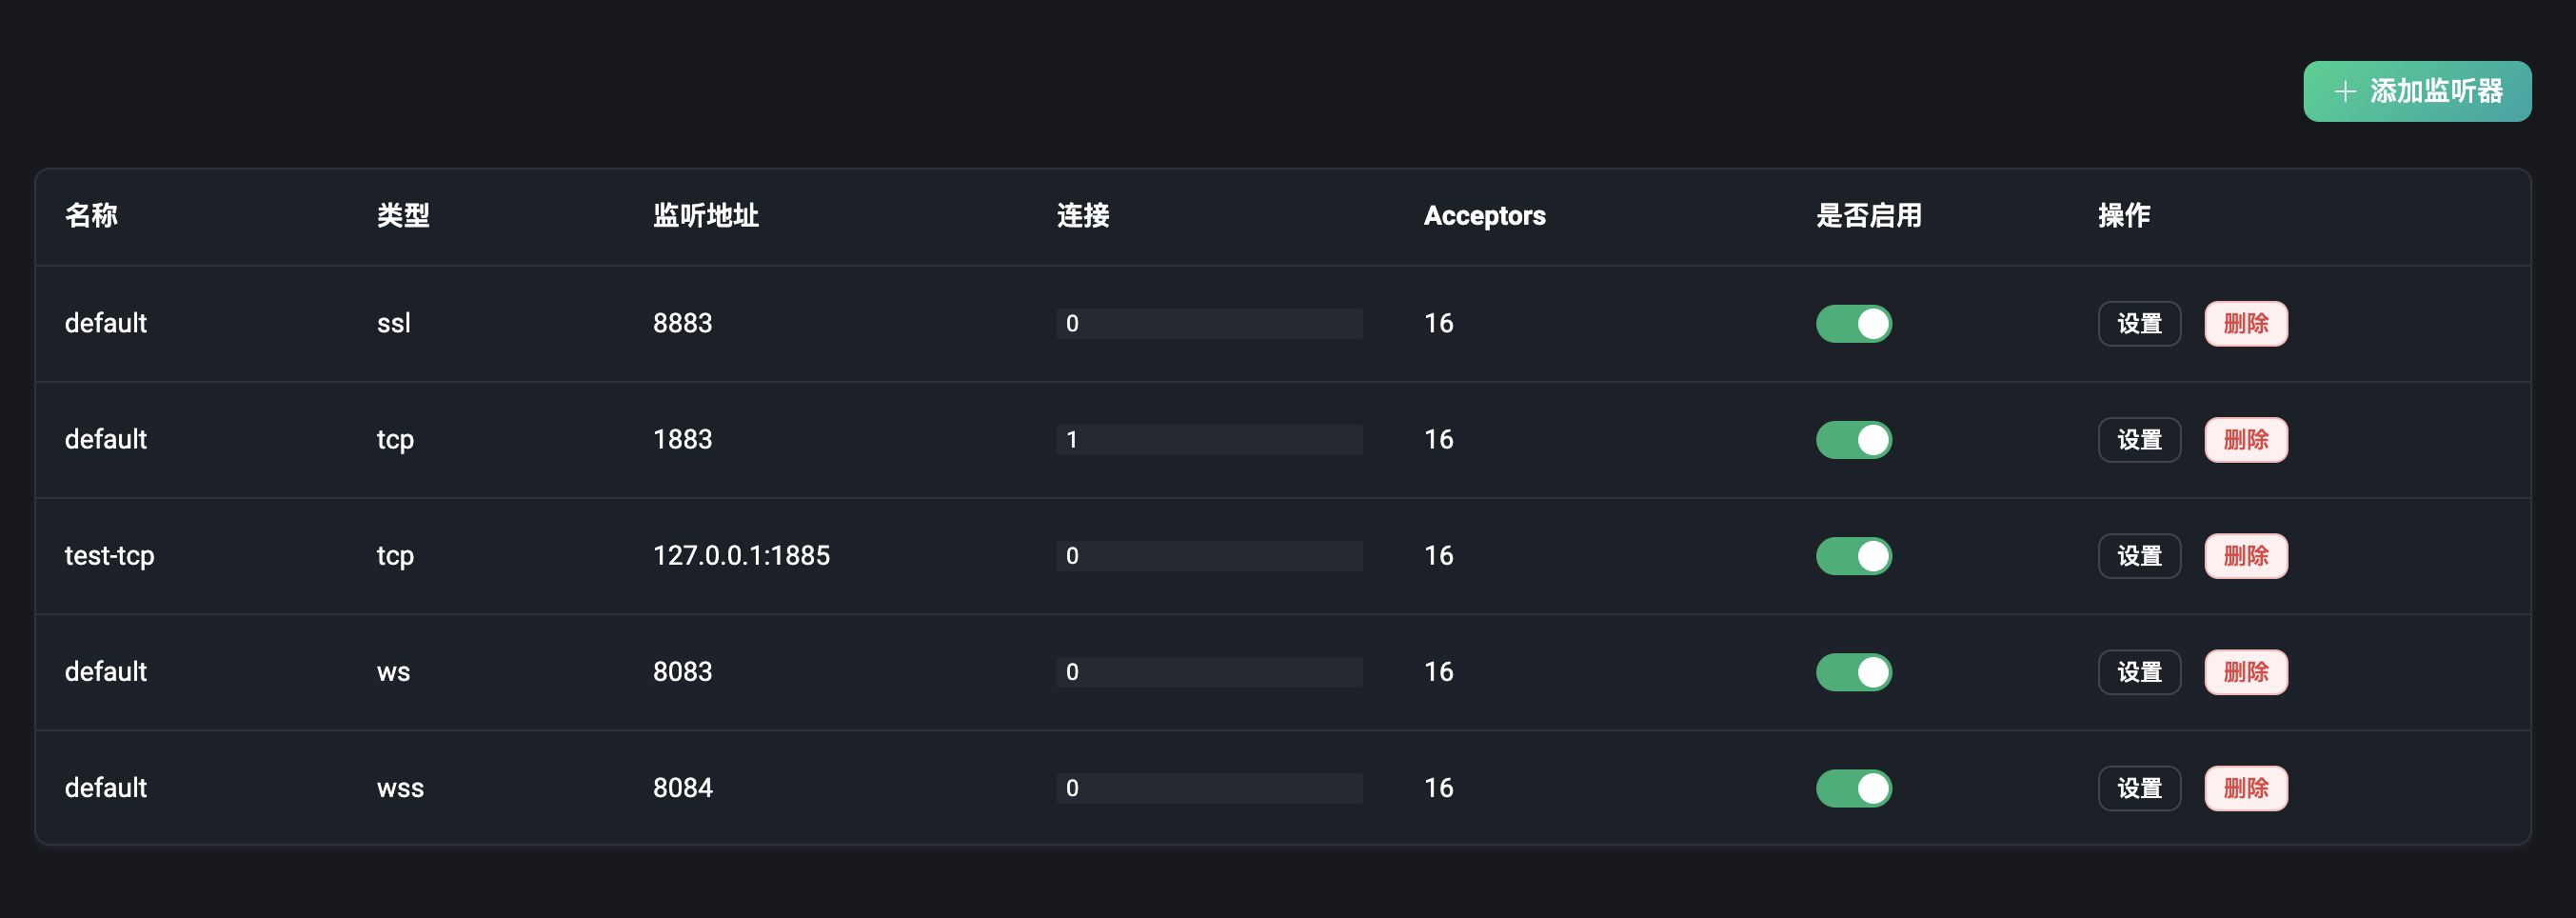 添加监听器
名称 类型 监听地址 连接 Acceptors 是否启用 操作
default ssl 8883 0 16 设置 删除
default tcp 1883 1 16 设置 删除
test-tcp tcp 127.0.0.1:1885 0 16 设置 删除
default ws 8083 0 16 设置 删除
default wss 8084 0 16 设置 删除